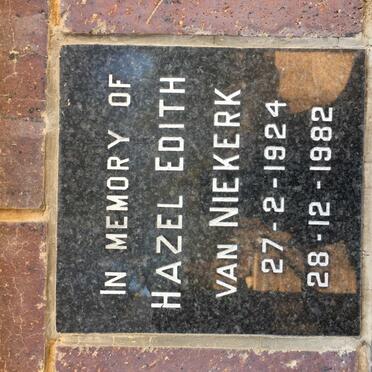 IN MEMORY OF
HAZEL EDITH
VAN NIEKERK
27-2-1924
28-12-1982